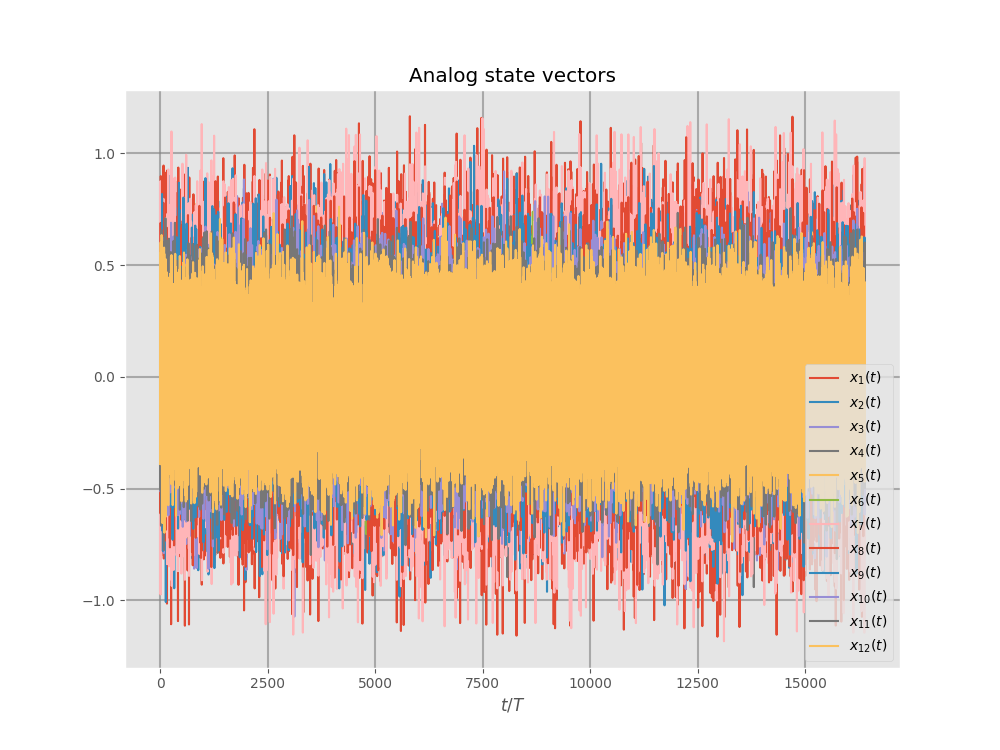 Analog state vectors
1.0
0.5
0.0
−0.5
−1.0
0
2500
5000
7500
10000
12500
15000
t/T
x₁(t)
x₂(t)
x₃(t)
x₄(t)
x₅(t)
x₆(t)
x₇(t)
x₈(t)
x₉(t)
x₁₀(t)
x₁₁(t)
x₁₂(t)